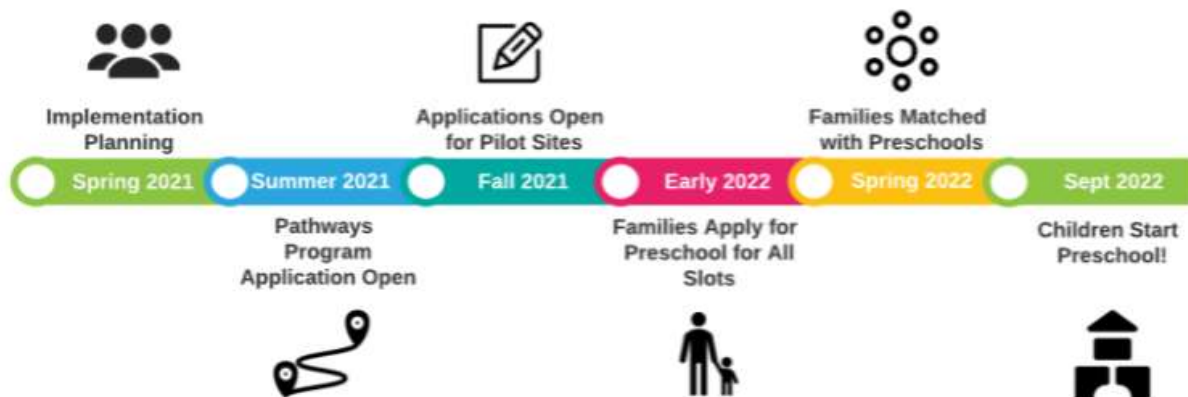 Implementation
Planning
Applications Open
for Pilot Sites
Families Matched
with Preschools
Spring 2021
Summer 2021
Fall 2021
Early 2022
Spring 2022
Sept 2022
Pathways
Program
Application Open
Families Apply for
Preschool for All
Slots
Children Start
Preschool!